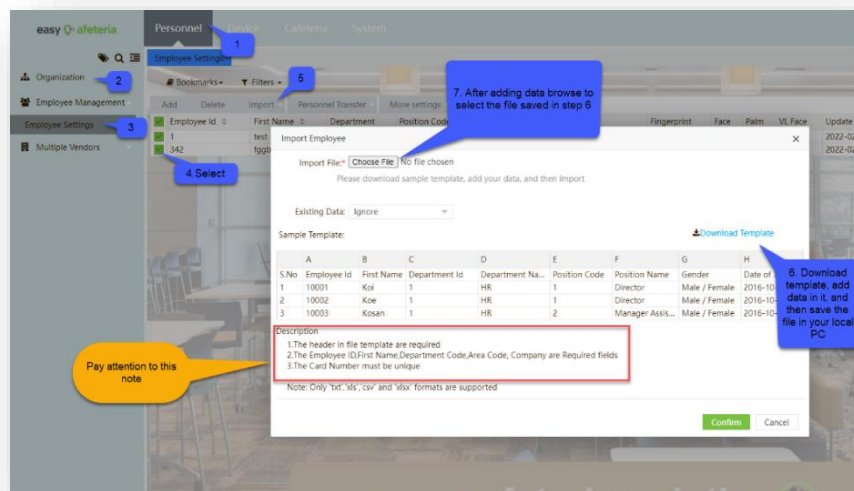 easy Cafeteria
Personnel Device Cafeteria System
1
Employee Settings
Organization
2
Bookmarks Filters
5
Employee Management
Add Delete Import Personnel Transfer More settings
Employee Settings
3
Employee Id First Name Department Position Code Fingerprint Face Palm VL Face Update
1 test 2022-02
342 fggb 2022-02
Multiple Vendors
4.Select
7. After adding data browse to
select the file saved in step 6
Import Employee
Import File:* Choose File No file chosen
Please download sample template, add your data, and then Import
Existing Data: Ignore
Sample Template:
Download Template
A B C D E F G H
S.No Employee Id First Name Department Id Department Na... Position Code Position Name Gender Date of
1 10001 Koi 1 HR 1 Director Male / Female 2016-10-
2 10002 Koe 1 HR 1 Director Male / Female 2016-10-
3 10003 Kosan 1 HR 2 Manager Assis... Male / Female 2016-10-
6. Download
template, add
data in it, and
then save the
file in your local
PC
Description
1.The header in file template are required
2.The Employee ID,First Name,Department Code,Area Code, Company are Required fields
3.The Card Number must be unique
Pay attention to this
note
Note: Only 'txt','xls','csv' and 'xlsx' formats are supported
Confirm Cancel